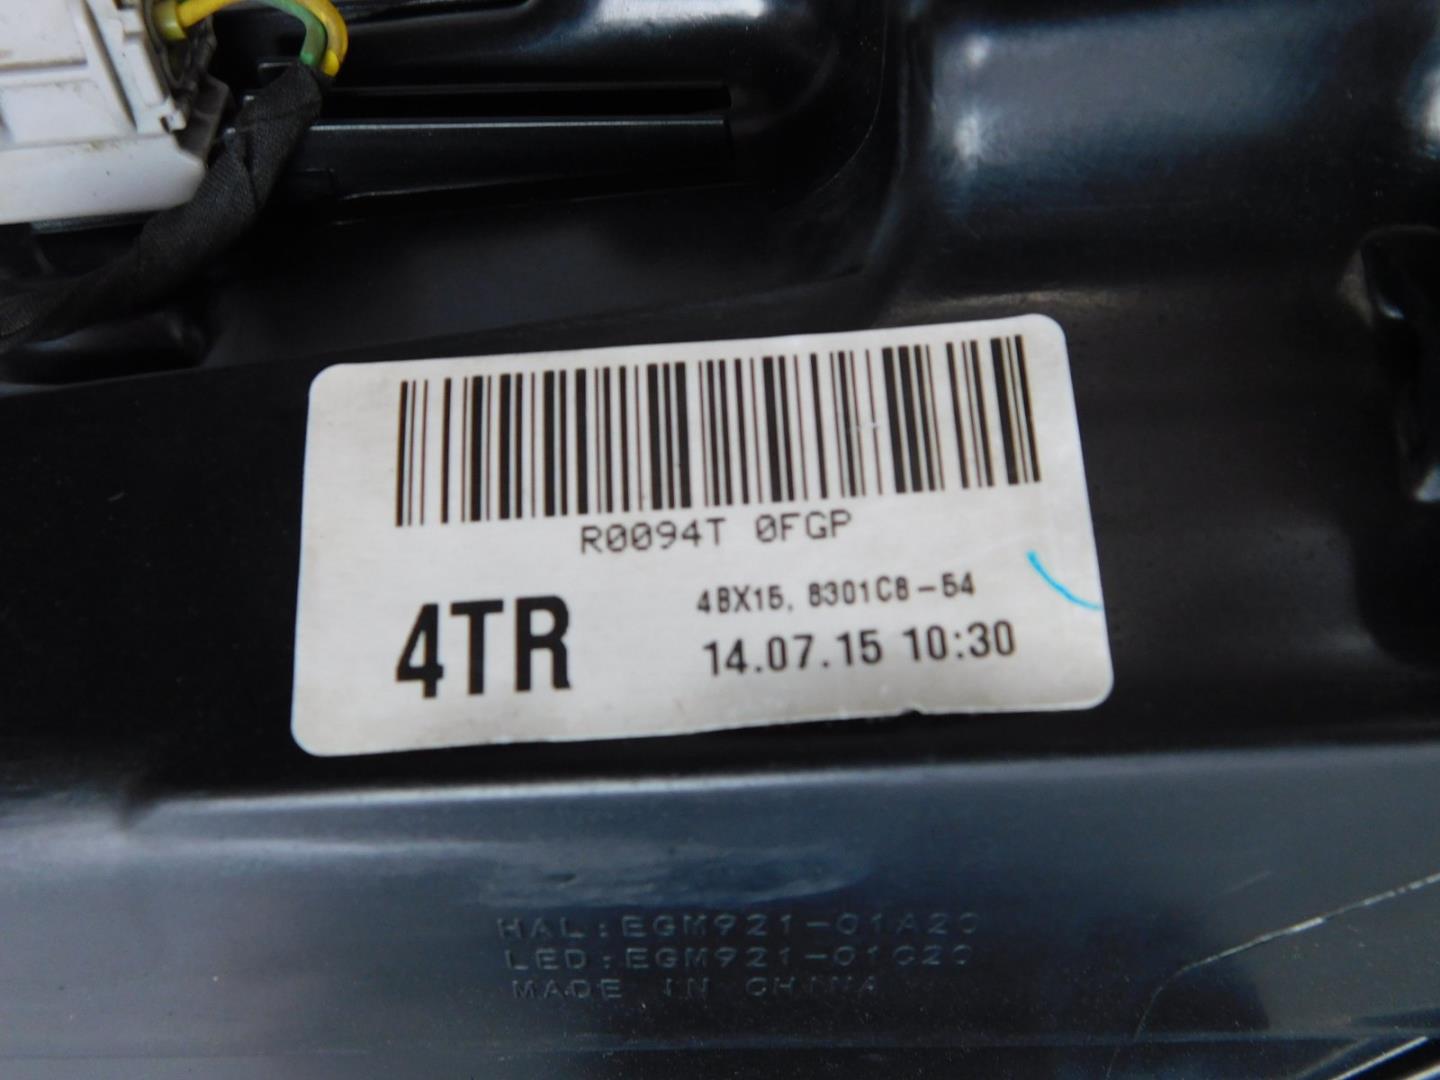 R0094T 0FGP
4TR
4BX15, 8301C8-54
14.07.15 10:30
HAL:EGM921-01A20
LED:EGM921-01C20
MADE IN CHINA